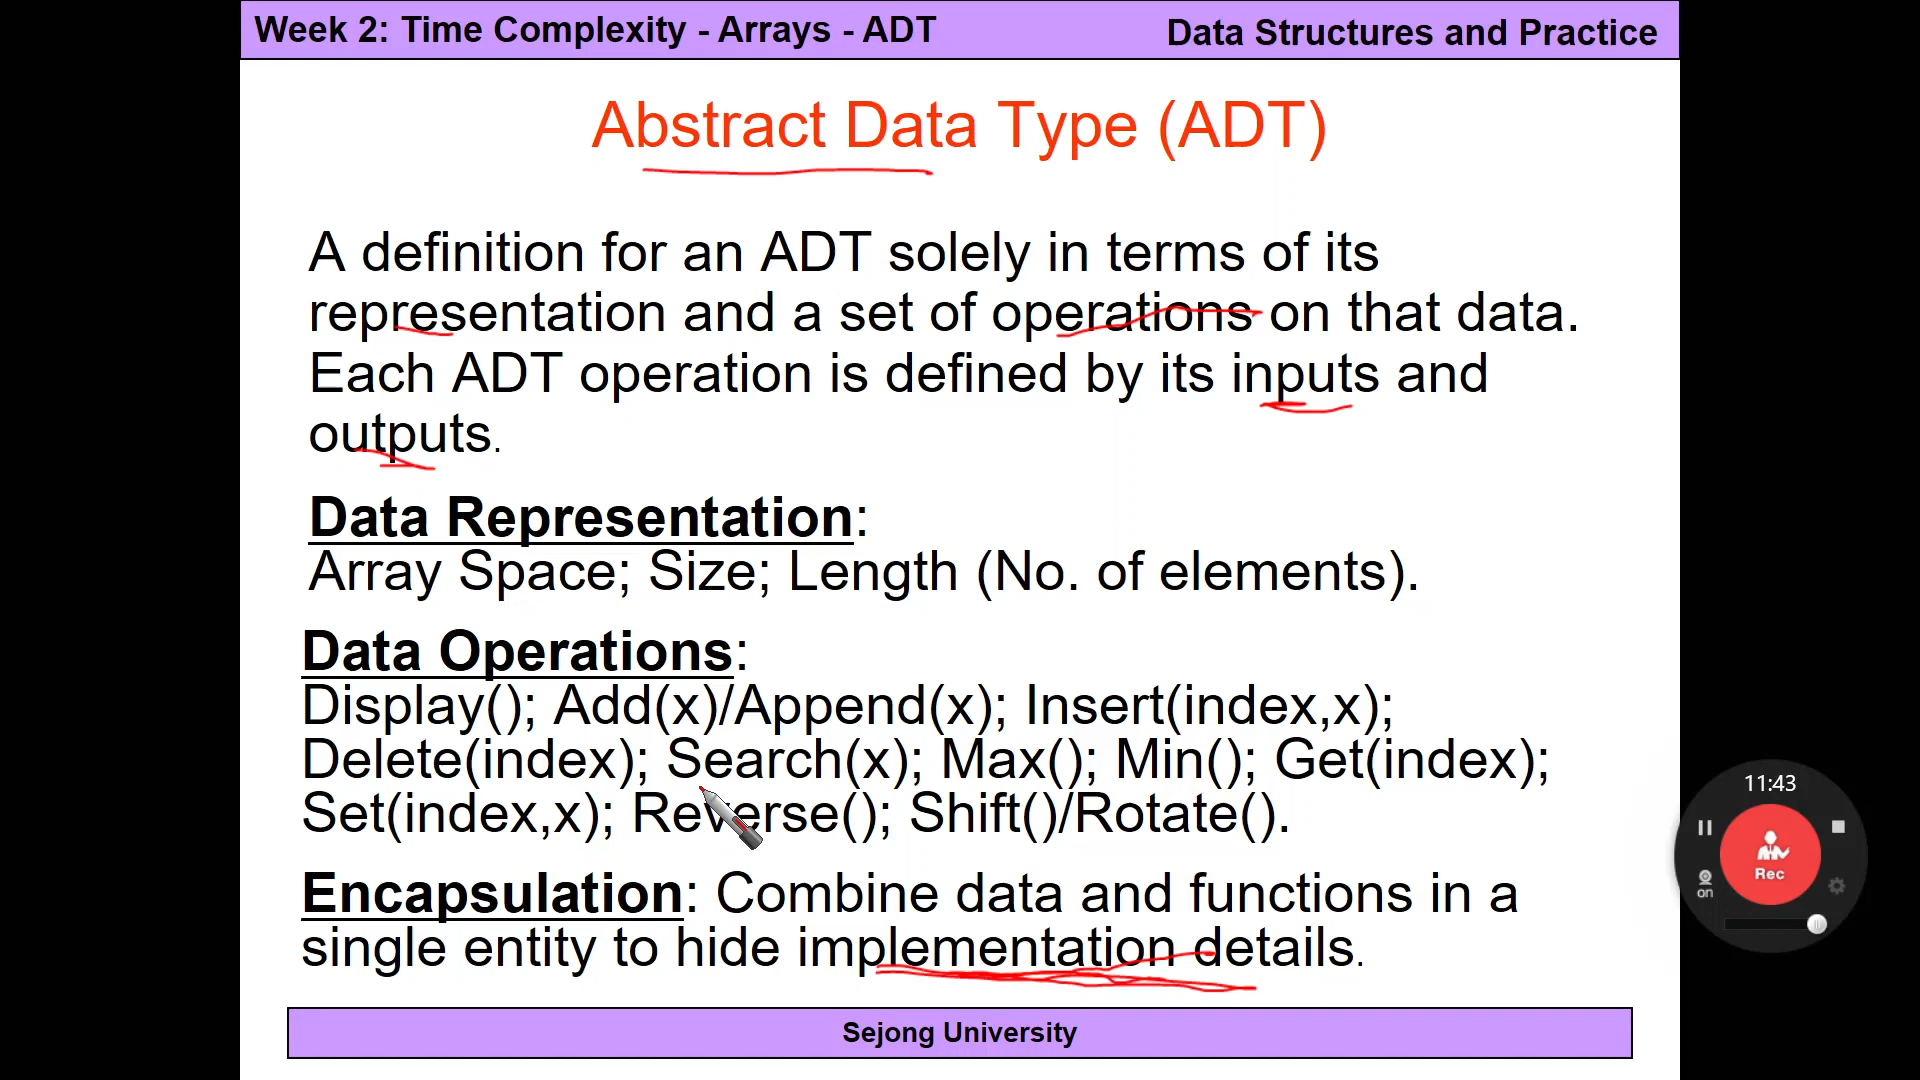 Week 2: Time Complexity - Arrays - ADT
Data Structures and Practice
Abstract Data Type (ADT)
A definition for an ADT solely in terms of its
representation and a set of operations on that data.
Each ADT operation is defined by its inputs and
outputs.
Data Representation:
Array Space; Size; Length (No. of elements).
Data Operations:
Display(); Add(x)/Append(x); Insert(index,x);
Delete(index); Search(x); Max(); Min(); Get(index);
Set(index,x); Reverse(); Shift()/Rotate().
Encapsulation: Combine data and functions in a
single entity to hide implementation details.
Sejong University
11:43
Rec
on